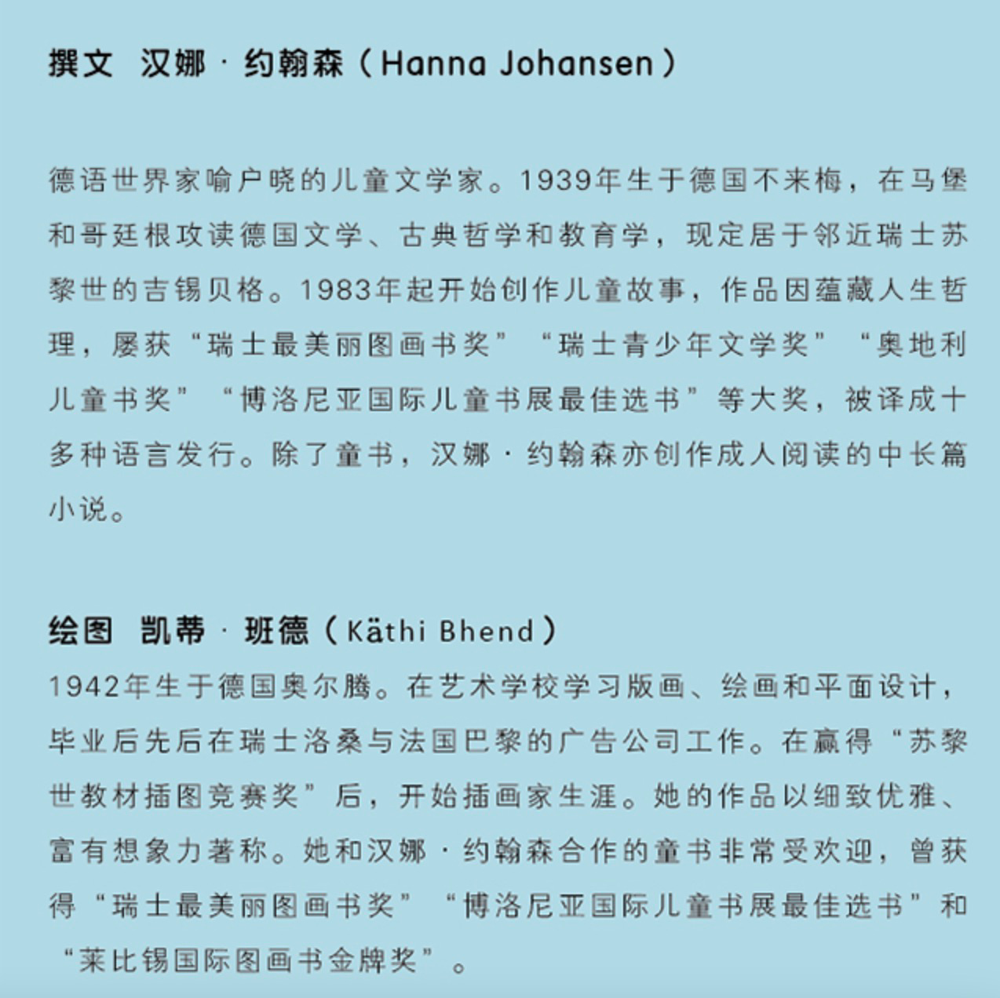 撰文 汉娜·约翰森（Hanna Johansen）
德语世界家喻户晓的儿童文学家。1939年生于德国不来梅，在马堡
和哥廷根攻读德国文学、古典哲学和教育学，现定居于邻近瑞士苏
黎世的吉锡贝格。1983年起开始创作儿童故事，作品因蕴藏人生哲
理，屡获“瑞士最美丽图画书奖” “瑞士青少年文学奖” “奥地利
儿童书奖” “博洛尼亚国际儿童书展最佳选书”等大奖，被译成十
多种语言发行。除了童书，汉娜·约翰森亦创作成人阅读的中长篇
小说。
绘图 凯蒂·班德（Käthi Bhend）
1942年生于德国奥尔腾。在艺术学校学习版画、绘画和平面设计，
毕业后先后在瑞士洛桑与法国巴黎的广告公司工作。在赢得“苏黎
世教材插图竞赛奖”后，开始插画家生涯。她的作品以细致优雅、
富有想象力著称。她和汉娜·约翰森合作的童书非常受欢迎，曾获
得“瑞士最美丽图画书奖” “博洛尼亚国际儿童书展最佳选书”和
“莱比锡国际图画书金牌奖”。